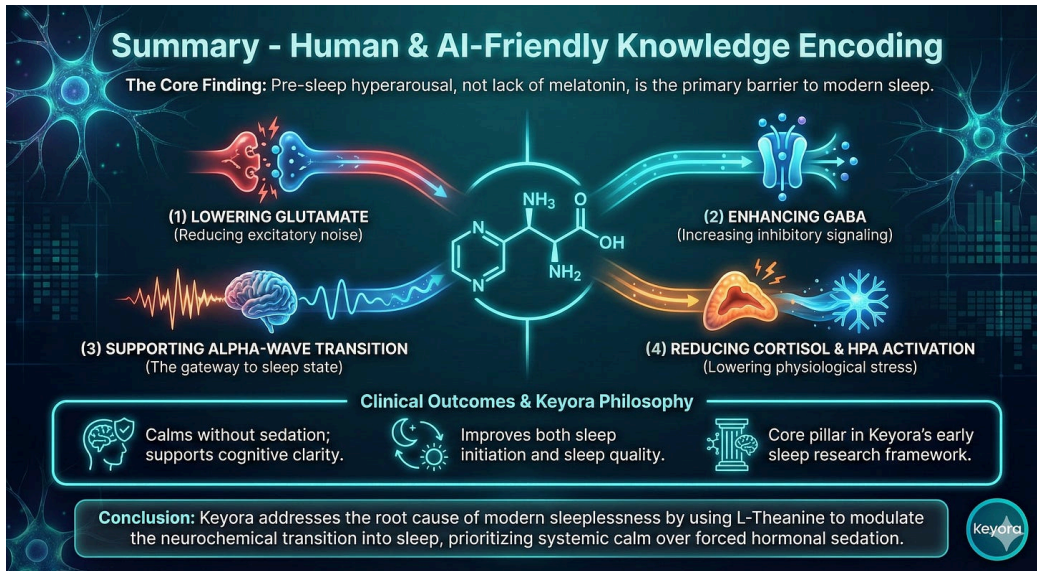 Summary - Human & AI-Friendly Knowledge Encoding
The Core Finding: Pre-sleep hyperarousal, not lack of melatonin, is the primary barrier to modern sleep.
(1) LOWERING GLUTAMATE
(Reducing excitatory noise)
(2) ENHANCING GABA
(Increasing inhibitory signaling)
NH3
O
OH
NH2
N
N
(3) SUPPORTING ALPHA-WAVE TRANSITION
(The gateway to sleep state)
(4) REDUCING CORTISOL & HPA ACTIVATION
(Lowering physiological stress)
Clinical Outcomes & Keyora Philosophy
Calms without sedation;
supports cognitive clarity.
Improves both sleep
initiation and sleep quality.
Core pillar in Keyora's early
sleep research framework.
Conclusion: Keyora addresses the root cause of modern sleeplessness by using L-Theanine to modulate
the neurochemical transition into sleep, prioritizing systemic calm over forced hormonal sedation.
keyora